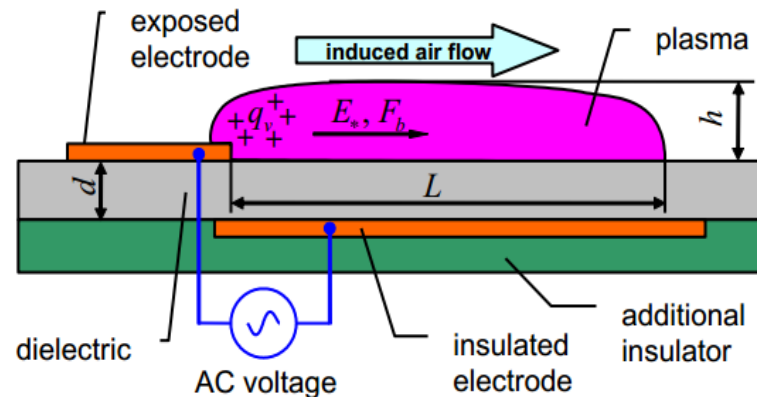 exposed
electrode
induced air flow
plasma
+ + + + + + +
q_v
E_*, F_b
h
d
L
dielectric
AC voltage
insulated
electrode
additional
insulator